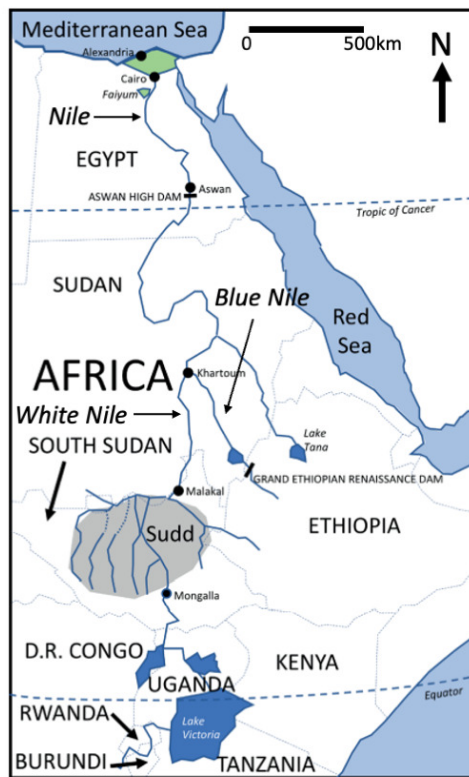 Mediterranean Sea
0 500km
Alexandria
N
Cairo
Faiyum
Nile
EGYPT
Aswan
ASWAN HIGH DAM
Tropic of Cancer
SUDAN
Blue Nile
Red
Sea
AFRICA
Khartoum
White Nile
Lake
Tana
SOUTH SUDAN
GRAND ETHIOPIAN RENAISSANCE DAM
Malakal
ETHIOPIA
Sudd
Mongalla
D.R. CONGO
KENYA
UGANDA
Equator
RWANDA
Lake
Victoria
BURUNDI
TANZANIA